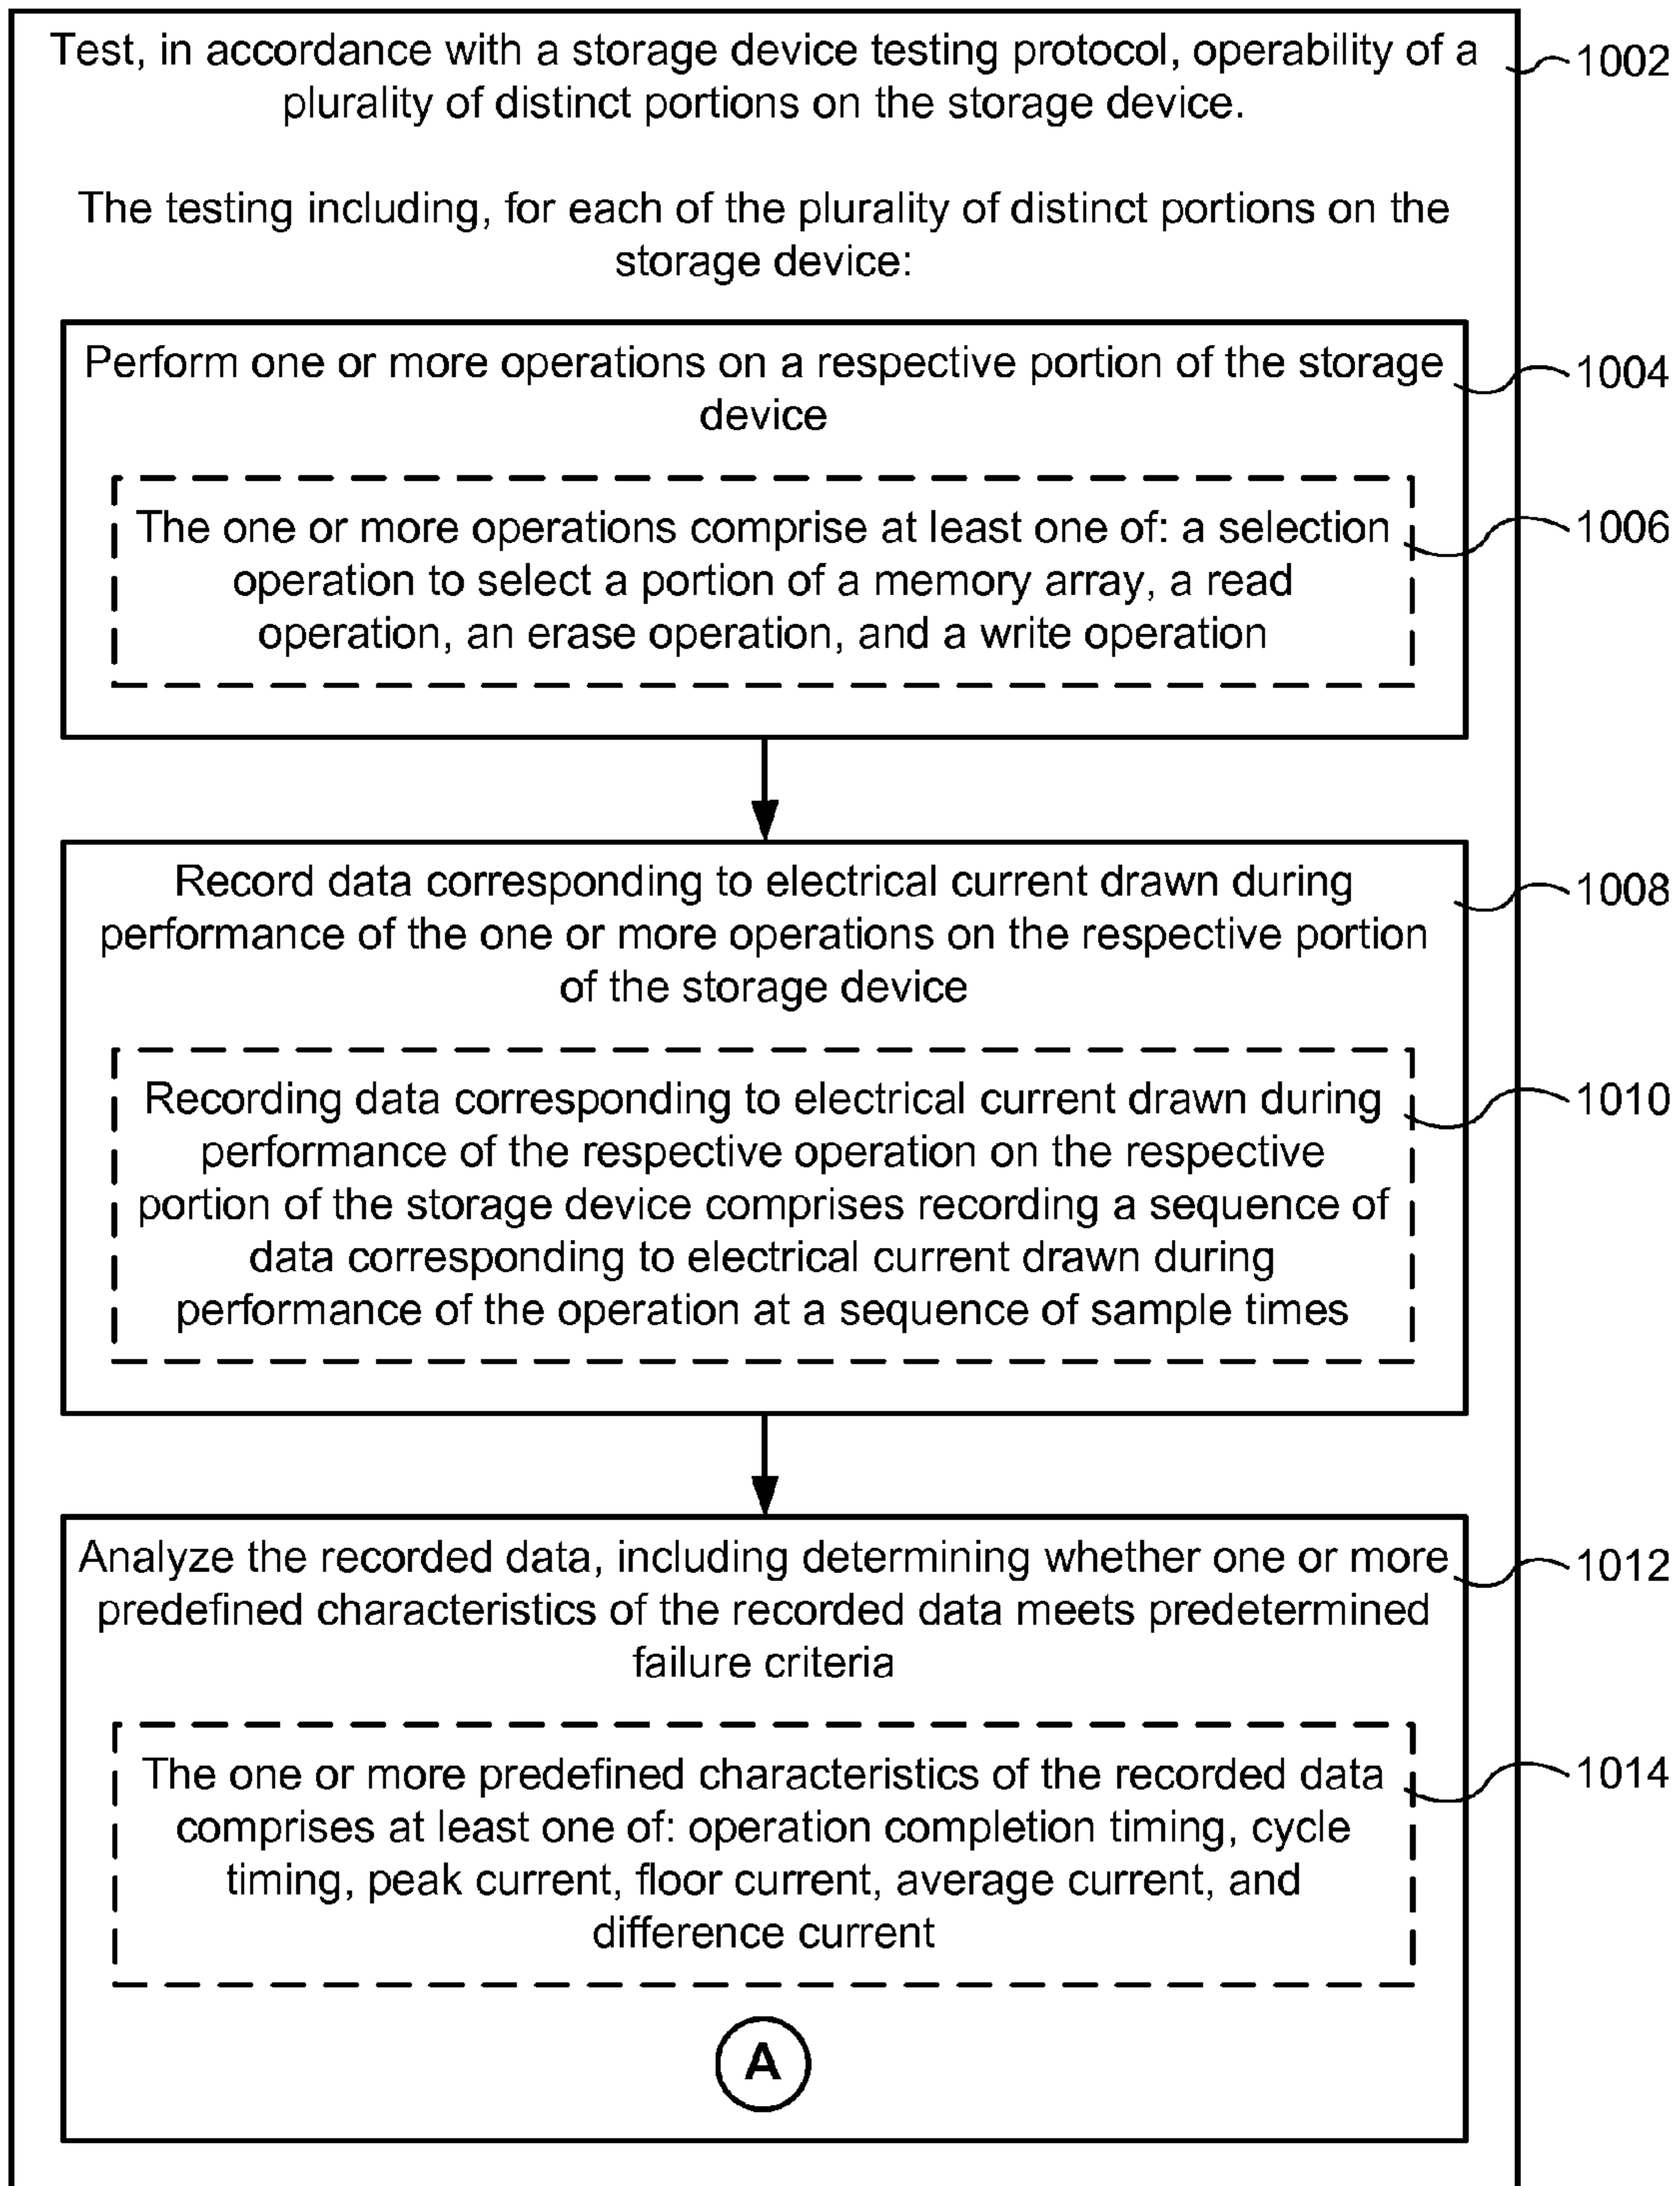 Test, in accordance with a storage device testing protocol, operability of a
plurality of distinct portions on the storage device.
1002
The testing including, for each of the plurality of distinct portions on the
storage device:
Perform one or more operations on a respective portion of the storage
device
1004
The one or more operations comprise at least one of: a selection
operation to select a portion of a memory array, a read
operation, an erase operation, and a write operation
1006
Record data corresponding to electrical current drawn during
performance of the one or more operations on the respective portion
of the storage device
1008
Recording data corresponding to electrical current drawn during
performance of the respective operation on the respective
portion of the storage device comprises recording a sequence of
data corresponding to electrical current drawn during
performance of the operation at a sequence of sample times
1010
Analyze the recorded data, including determining whether one or more
predefined characteristics of the recorded data meets predetermined
failure criteria
1012
The one or more predefined characteristics of the recorded data
comprises at least one of: operation completion timing, cycle
timing, peak current, floor current, average current, and
difference current
1014
A